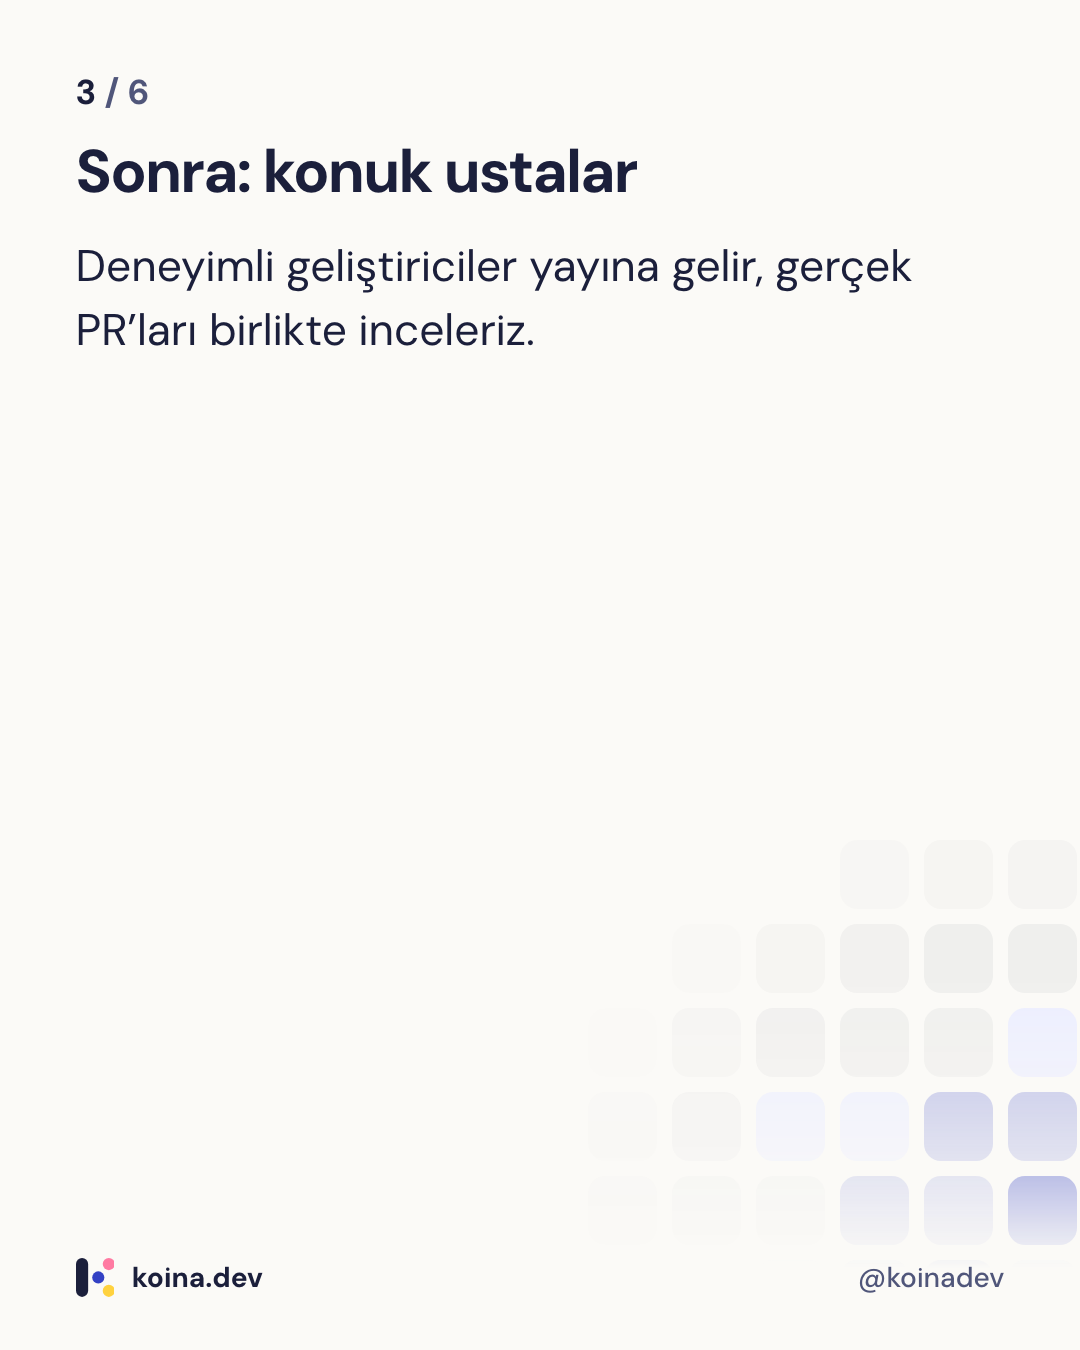 3 / 6
Sonra: konuk ustalar
Deneyimli geliştiriciler yayına gelir, gerçek
PR’ları birlikte inceleriz.
koina.dev
@koinadev